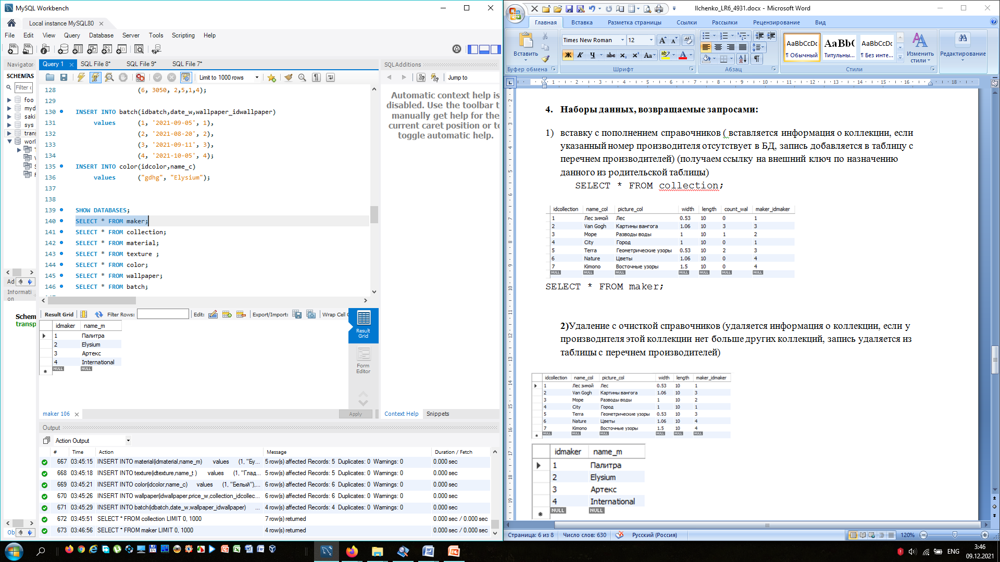 MySQL Workbench
Local instance MySQL80
File Edit View Query Database Server Tools Scripting Help
Navigator
SCHEMAS
Filter
foo
myd
saki
sys
tran
worl
Ad
Informati
on
Schem
transp
Ob
Query 1 SQL File 8* SQL File 9* SQL File 7*
Limit to 1000 rows
128 (6, 3050, 2,5,1,4);
129
130 INSERT INTO batch(idbatch,date_w,wallpaper_idwallpaper)
131 values (1, '2021-09-05', 1),
132 (2, '2021-08-20', 2),
133 (3, '2021-09-11', 3),
134 (4, '2021-10-05', 4);
135 INSERT INTO color(idcolor,name_c)
136 values ("gdhg", "Elysium");
137
138
139 SHOW DATABASES;
140 SELECT * FROM maker;
141 SELECT * FROM collection;
142 SELECT * FROM material;
143 SELECT * FROM texture ;
144 SELECT * FROM color;
145 SELECT * FROM wallpaper;
146 SELECT * FROM batch;
SQLAdditions
Jump to
Automatic context help is
disabled. Use the toolbar t
manually get help for the
current caret position or to
toggle automatic help.
Result Grid Filter Rows: Edit: Export/Import: Wrap Cell C
idmaker name_m
1 Палитра
2 Elysium
3 Артекс
4 International
NULL NULL
Result
Grid
Form
Editor
maker 106 Apply
Context Help Snippets
Output
Action Output
# Time Action Message Duration / Fetch
667 03:45:15 INSERT INTO material(idmaterial,name_m) values (1, "Бу... 5 row(s) affected Records: 5 Duplicates: 0 Warnings: 0 0.000 sec
668 03:45:18 INSERT INTO texture(idtexture,name_t ) values (1, "Глад... 5 row(s) affected Records: 5 Duplicates: 0 Warnings: 0 0.000 sec
669 03:45:21 INSERT INTO color(idcolor,name_c) values (1, "Белый"),... 6 row(s) affected Records: 6 Duplicates: 0 Warnings: 0 0.000 sec
670 03:45:26 INSERT INTO wallpaper(idwallpaper,price_w,collection_idcollec... 6 row(s) affected Records: 6 Duplicates: 0 Warnings: 0 0.000 sec
671 03:45:29 INSERT INTO batch(idbatch,date_w,wallpaper_idwallpaper) ... 4 row(s) affected Records: 4 Duplicates: 0 Warnings: 0 0.000 sec
672 03:45:51 SELECT * FROM collection LIMIT 0, 1000 7 row(s) returned 0.000 sec / 0.000 sec
673 03:46:56 SELECT * FROM maker LIMIT 0, 1000 4 row(s) returned 0.000 sec / 0.000 sec
Ilchenko_LR6_4931.docx - Microsoft Word
Главная Вставка Разметка страницы Ссылки Рассылки Рецензирование Вид
Вставить
Times New Roman 12
Ж К Ч abc x₂ x² Aa
AaBbCcDc AaBbC AaBbCcDc
¶ Обычный Титульны... ¶ Без инте...
Изменить
стили
Редактирование
Буфер обмена Шрифт Абзац Стили
1 2 3 4 5 6 7 8 9 10 11 12 13 14 15 16 18
4. Наборы данных, возвращаемые запросами:
1) вставку с пополнением справочников ( вставляется информация о коллекции, если
указанный номер производителя отсутствует в БД, запись добавляется в таблицу с
перечнем производителей) (получаем ссылку на внешний ключ по назначению
данного из родительской таблицы)
SELECT * FROM collection;
idcollection name_col picture_col width length count_wal maker_idmaker
1 Лес зимой Лес 0.53 10 0 1
2 Van Gogh Картины вангога 1.06 10 3 3
3 Море Разводы воды 1 10 1 2
4 City Город 1 10 0 1
5 Terra Геометрические узоры 0.53 10 2 3
6 Nature Цветы 1.06 10 0 4
7 Kimono Восточные узоры 1.5 10 0 4
NULL NULL NULL NULL NULL NULL NULL
SELECT * FROM maker;
2)Удаление с очисткой справочников (удаляется информация о коллекции, если у
производителя этой коллекции нет больше других коллекций, запись удаляется из
таблицы с перечнем производителей)
idcollection name_col picture_col width length maker_idmaker
1 Лес зимой Лес 0.53 10 1
2 Van Gogh Картины вангога 1.06 10 3
3 Море Разводы воды 1 10 2
4 City Город 1 10 1
5 Terra Геометрические узоры 0.53 10 3
6 Nature Цветы 1.06 10 4
7 Kimono Восточные узоры 1.5 10 4
NULL NULL NULL NULL NULL NULL
idmaker name_m
1 Палитра
2 Elysium
3 Артекс
4 International
NULL NULL
Страница: 6 из 8 Число слов: 630 Русский (Россия) 120%
ENG
3:46
09.12.2021